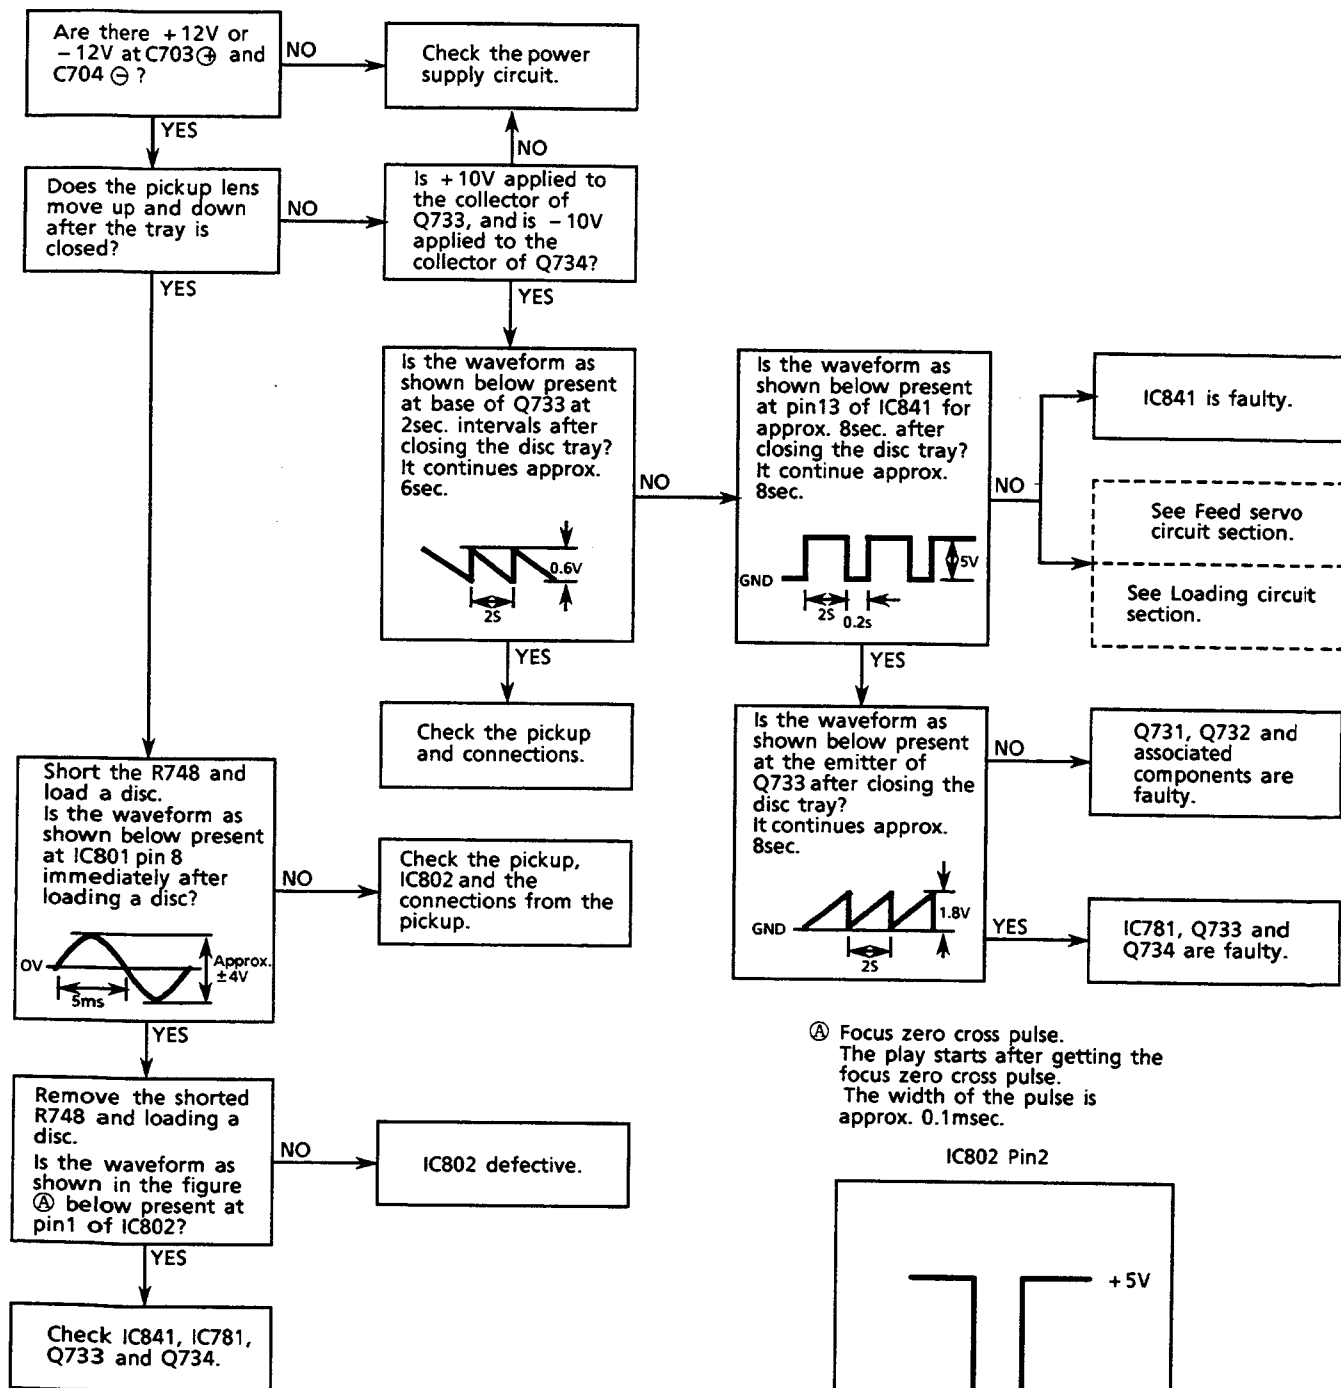 Are there +12V or
−12V at C703⊕ and
C704 ⊖ ?
NO
Check the power
supply circuit.
YES
NO
Does the pickup lens
move up and down
after the tray is
closed?
NO
Is +10V applied to
the collector of
Q733, and is −10V
applied to the
collector of Q734?
YES
YES
Is the waveform as
shown below present
at base of Q733 at
2sec. intervals after
closing the disc tray?
It continues approx.
6sec.
0.6V
2S
NO
Is the waveform as
shown below present
at pin13 of IC841 for
approx. 8sec. after
closing the disc tray?
It continue approx.
8sec.
GND
5V
2S
0.2s
NO
IC841 is faulty.
See Feed servo
circuit section.
See Loading circuit
section.
YES
YES
Check the pickup
and connections.
Is the waveform as
shown below present
at the emitter of
Q733 after closing the
disc tray?
It continues approx.
8sec.
GND
1.8V
2S
NO
Q731, Q732 and
associated
components are
faulty.
YES
IC781, Q733 and
Q734 are faulty.
Short the R748 and
load a disc.
Is the waveform as
shown below present
at IC801 pin 8
immediately after
loading a disc?
0V
Approx.
±4V
5ms
NO
Check the pickup,
IC802 and the
connections from the
pickup.
YES
Remove the shorted
R748 and loading a
disc.
Is the waveform as
shown in the figure
Ⓐ below present at
pin1 of IC802?
NO
IC802 defective.
YES
Check IC841, IC781,
Q733 and Q734.
Ⓐ Focus zero cross pulse.
The play starts after getting the
focus zero cross pulse.
The width of the pulse is
approx. 0.1msec.
IC802 Pin2
+5V